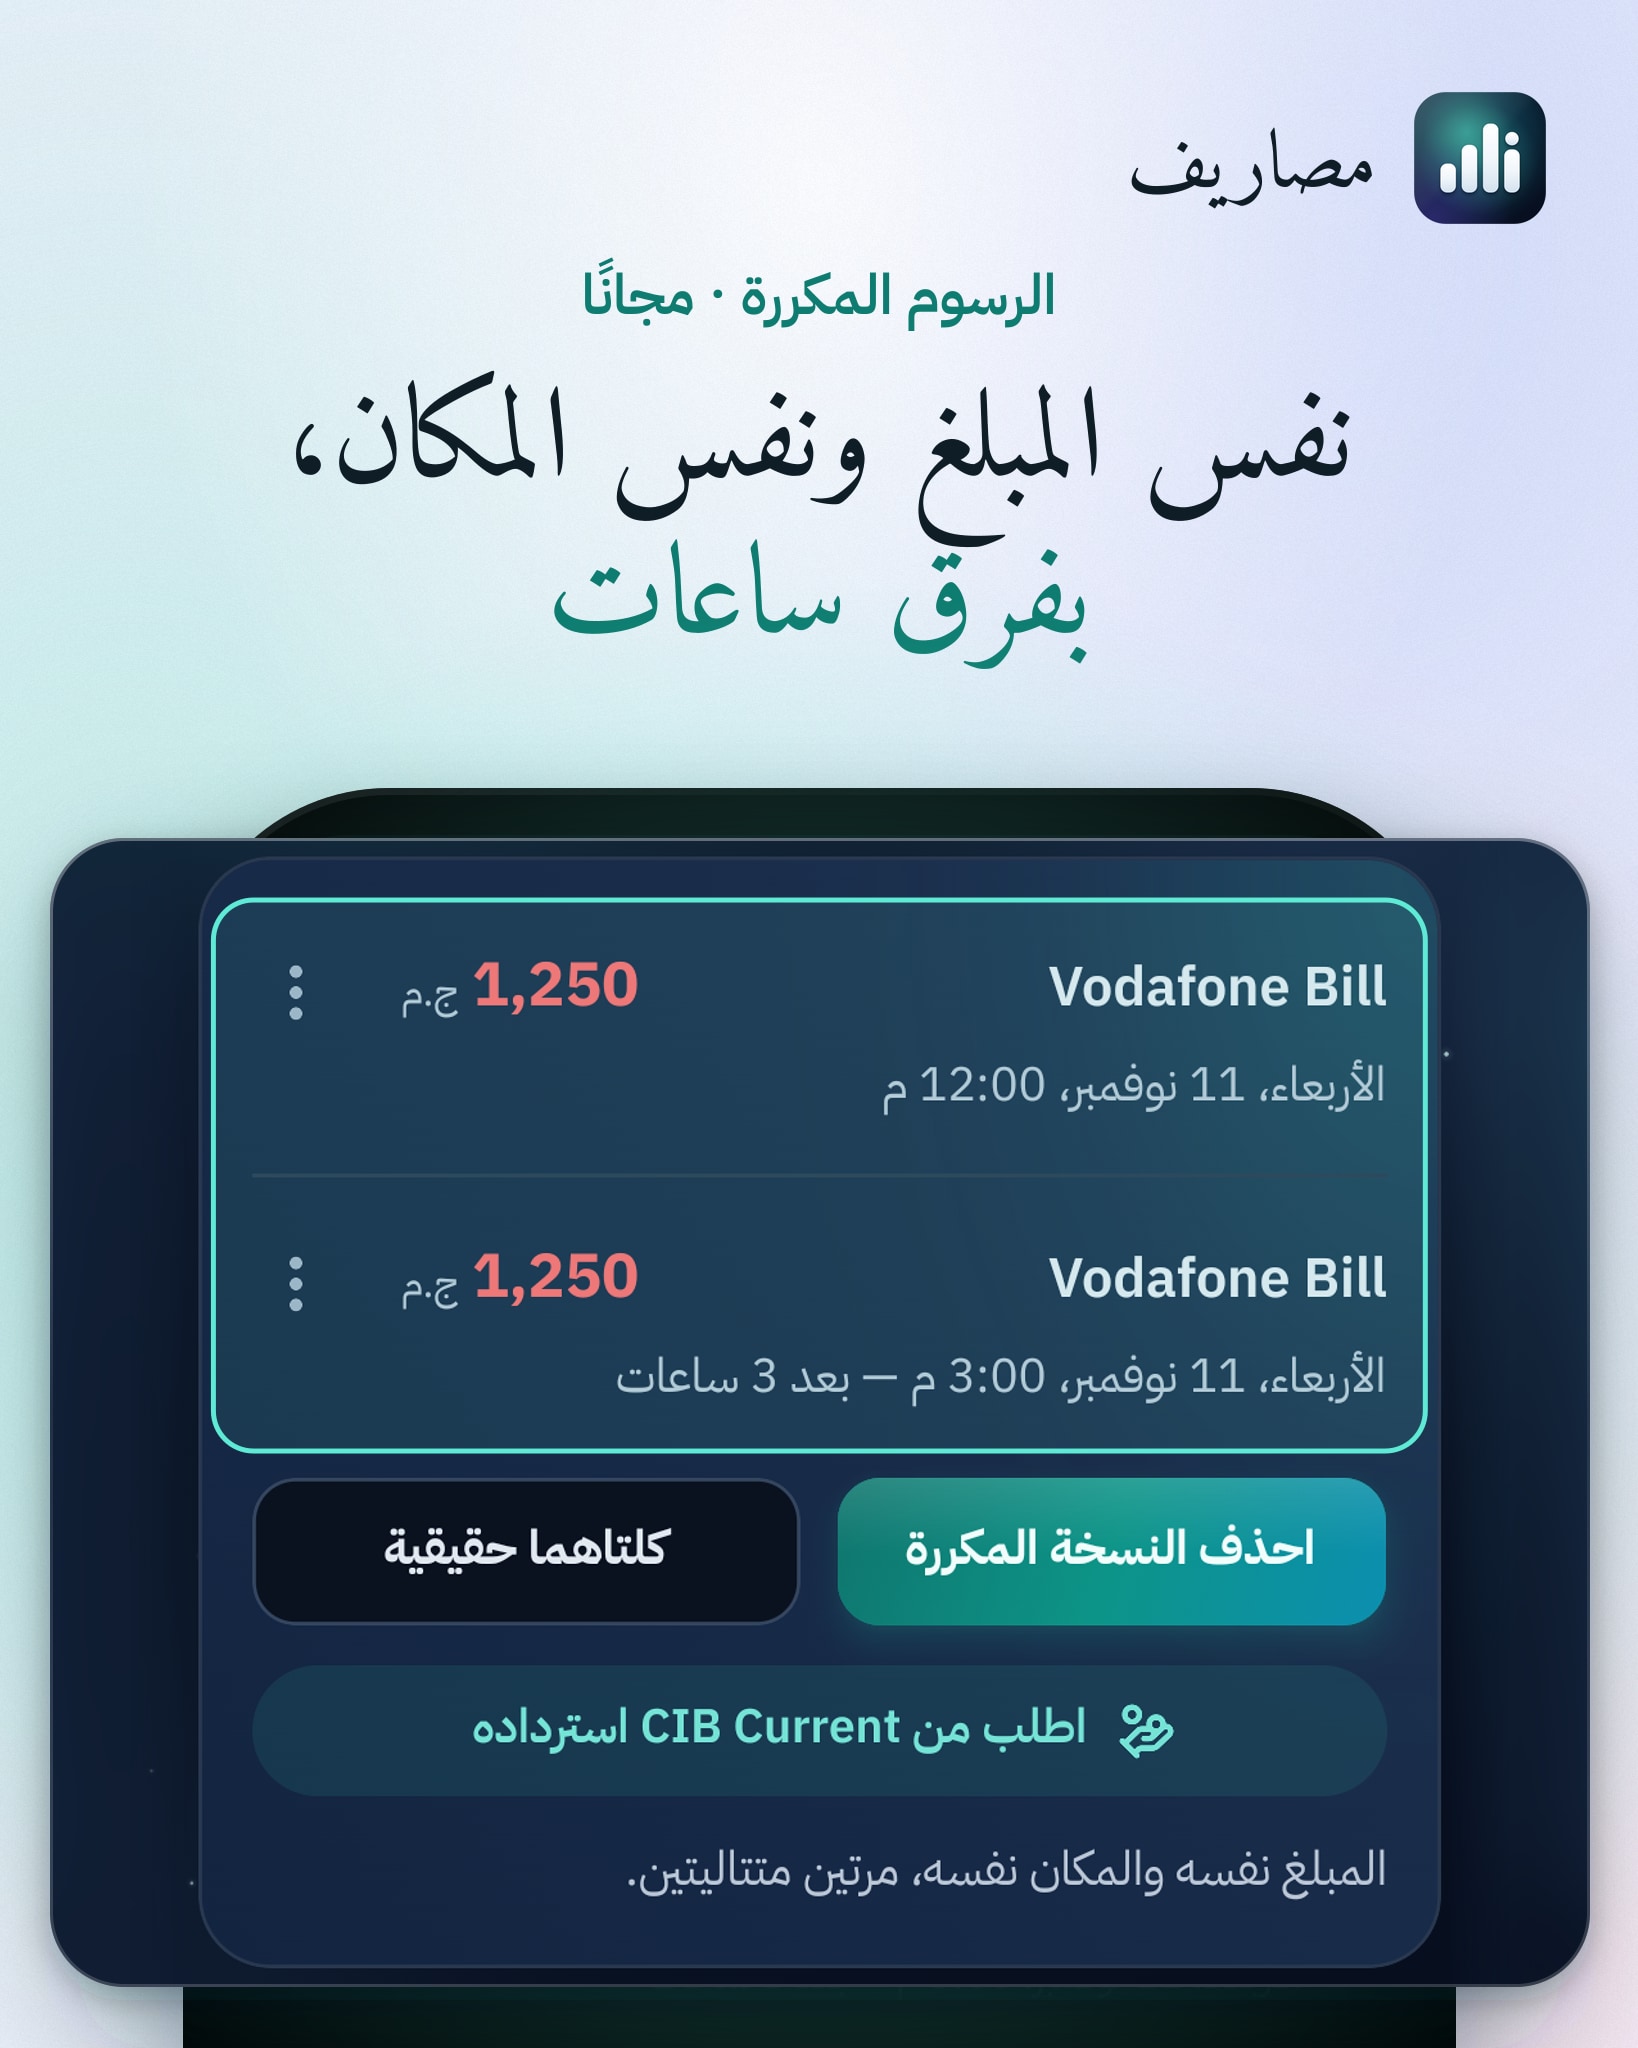 مصاريف
الرسوم المكررة · مجانًا
نفس المبلغ ونفس المكان،
بفرق ساعات
Vodafone Bill
1,250 ج.م
الأربعاء، 11 نوفمبر، 12:00 م
Vodafone Bill
1,250 ج.م
الأربعاء، 11 نوفمبر، 3:00 م — بعد 3 ساعات
احذف النسخة المكررة
كلتاهما حقيقية
اطلب من CIB Current استرداده
المبلغ نفسه والمكان نفسه، مرتين متتاليتين.